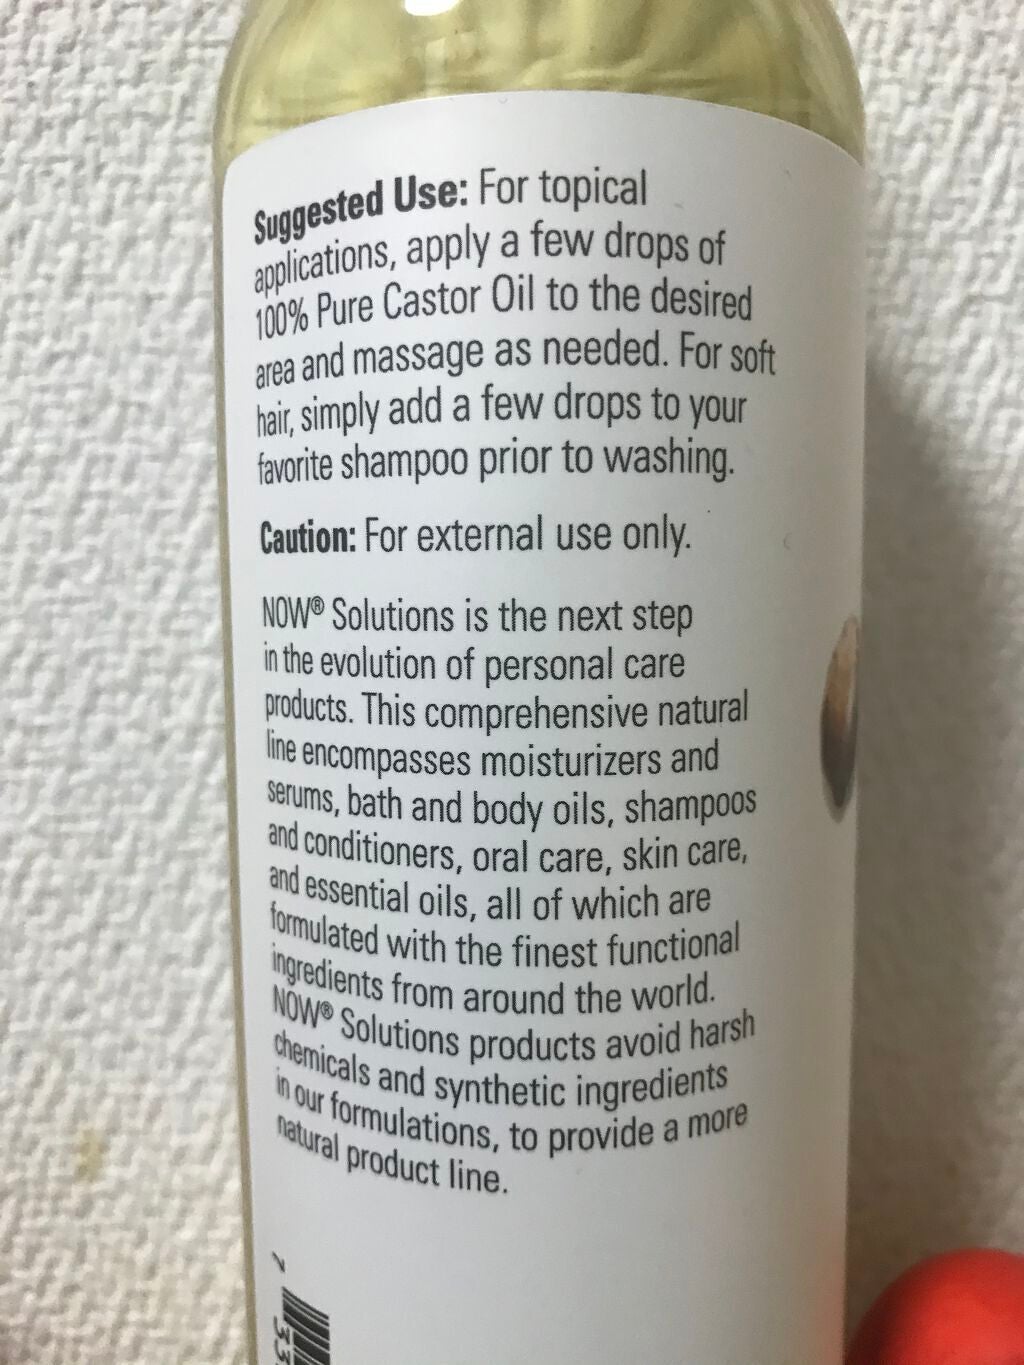 Suggested Use: For topical
applications, apply a few drops of
100% Pure Castor Oil to the desired
area and massage as needed. For soft
hair, simply add a few drops to your
favorite shampoo prior to washing.
Caution: For external use only.
NOW® Solutions is the next step
in the evolution of personal care
products. This comprehensive natural
line encompasses moisturizers and
serums, bath and body oils, shampoos
and conditioners, oral care, skin care,
and essential oils, all of which are
formulated with the finest functional
ingredients from around the world.
NOW® Solutions products avoid harsh
chemicals and synthetic ingredients
in our formulations, to provide a more
natural product line.
7 33